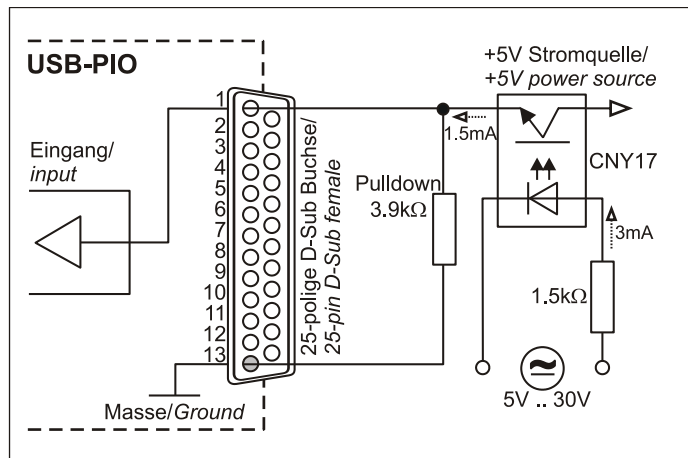 USB-PIO
Eingang/
input
1
2
3
4
5
6
7
8
9
10
11
12
13
Masse/Ground
25-polige D-Sub Buchse/
25-pin D-Sub female
Pulldown
3.9kΩ
+5V Stromquelle/
+5V power source
1.5mA
CNY17
3mA
1.5kΩ
5V .. 30V